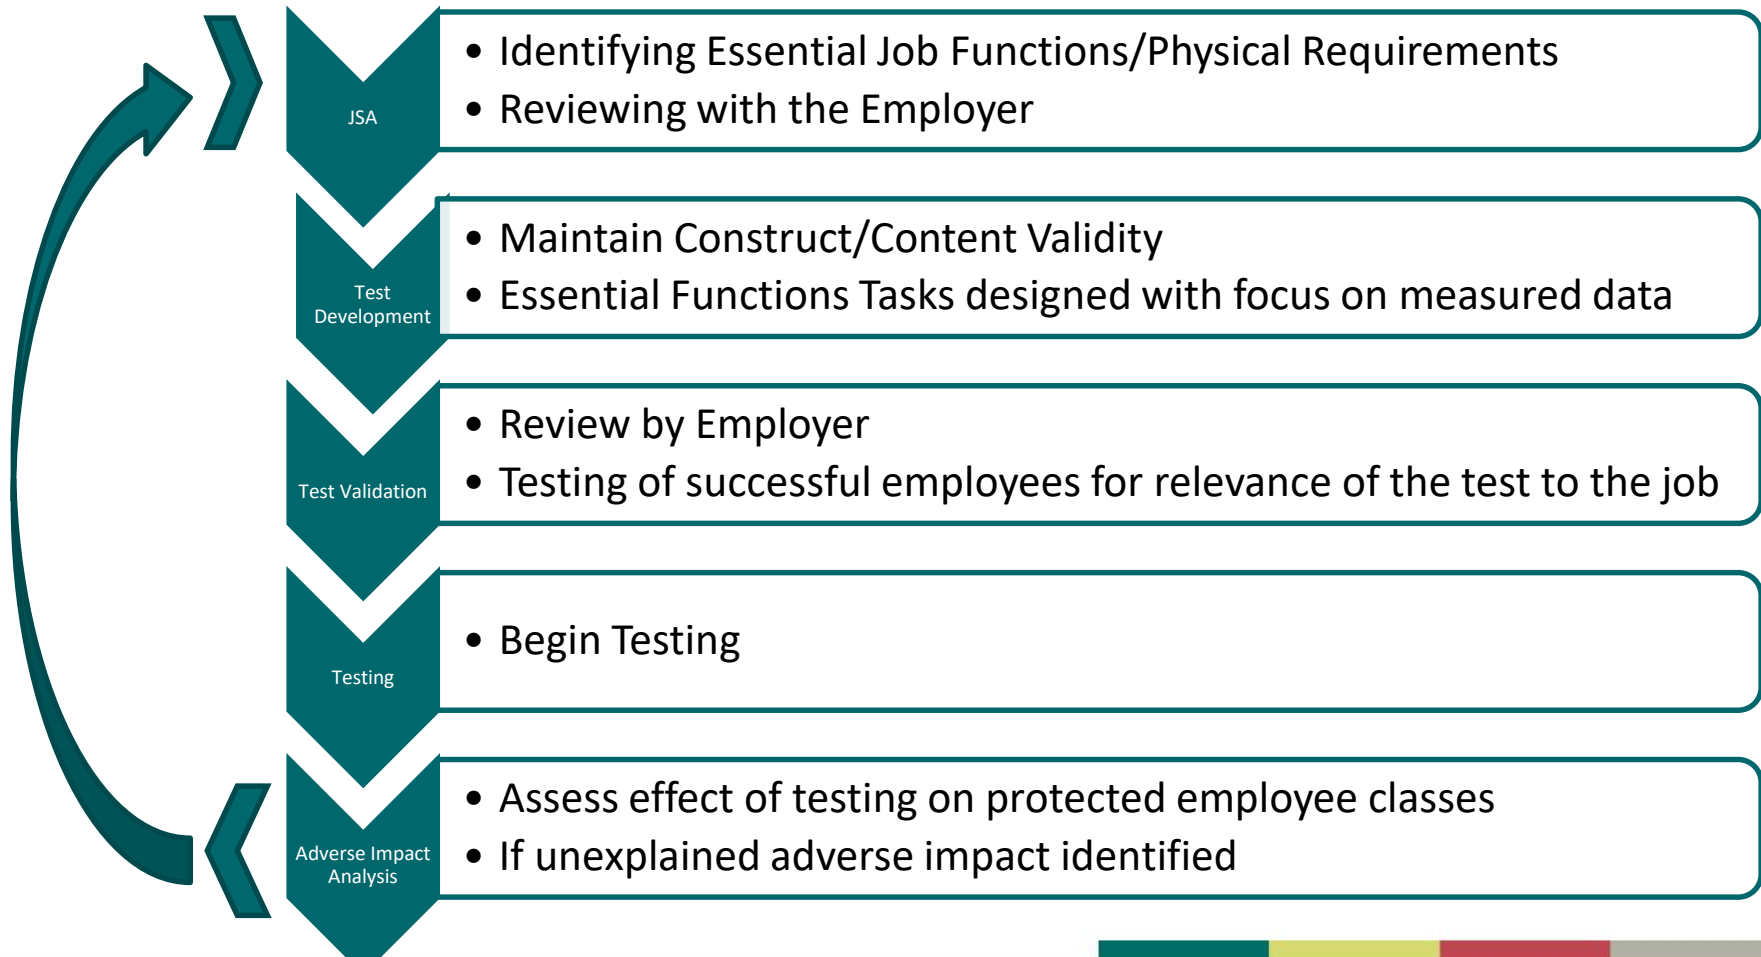 JSA
• Identifying Essential Job Functions/Physical Requirements
• Reviewing with the Employer
Test
Development
• Maintain Construct/Content Validity
• Essential Functions Tasks designed with focus on measured data
Test Validation
• Review by Employer
• Testing of successful employees for relevance of the test to the job
Testing
• Begin Testing
Adverse Impact
Analysis
• Assess effect of testing on protected employee classes
• If unexplained adverse impact identified